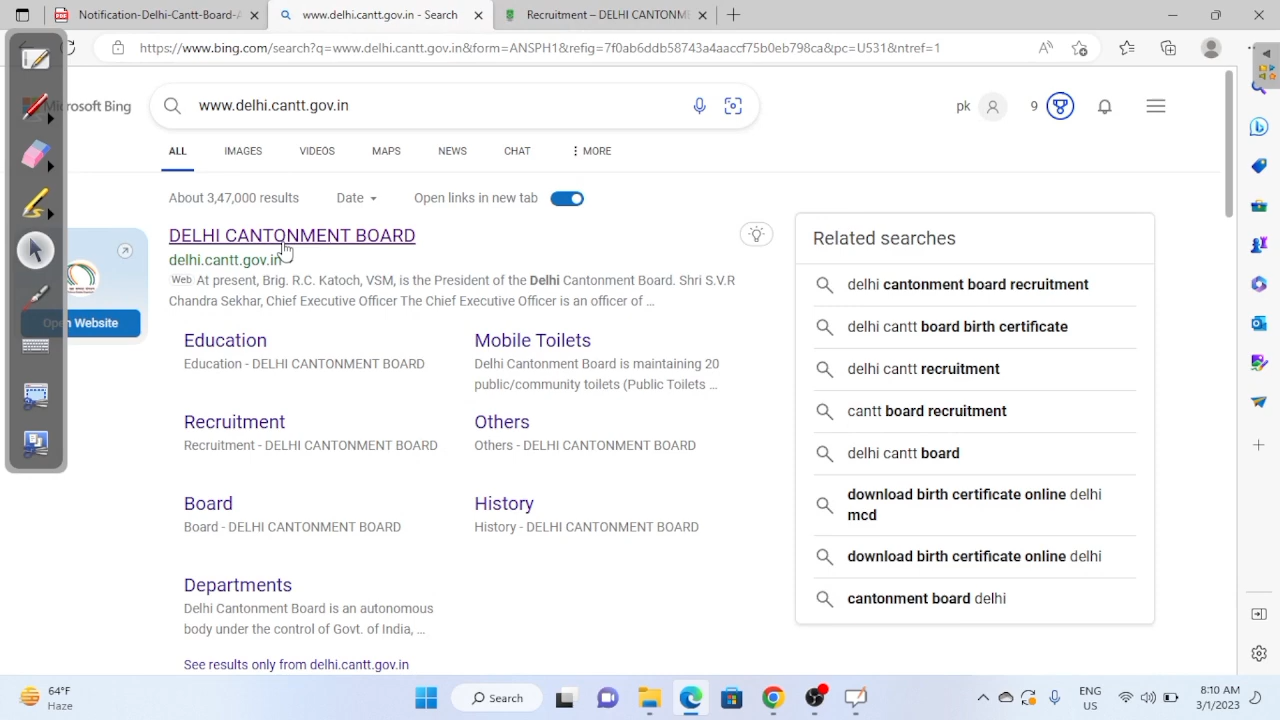 Notification-Delhi-Cantt-Board-A
www.delhi.cantt.gov.in - Search
Recruitment – DELHI CANTONME
https://www.bing.com/search?q=www.delhi.cantt.gov.in&form=ANSPH1&refig=7f0ab6ddb58743a4aaccf75b0eb798ca&pc=U531&ntref=1
Microsoft Bing
www.delhi.cantt.gov.in
pk
9
ALL
IMAGES
VIDEOS
MAPS
NEWS
CHAT
MORE
About 3,47,000 results
Date
Open links in new tab
DELHI CANTONMENT BOARD
delhi.cantt.gov.in
Web At present, Brig. R.C. Katoch, VSM, is the President of the Delhi Cantonment Board. Shri S.V.R
Chandra Sekhar, Chief Executive Officer The Chief Executive Officer is an officer of …
Open Website
Education
Education - DELHI CANTONMENT BOARD
Mobile Toilets
Delhi Cantonment Board is maintaining 20
public/community toilets (Public Toilets …
Recruitment
Recruitment - DELHI CANTONMENT BOARD
Others
Others - DELHI CANTONMENT BOARD
Board
Board - DELHI CANTONMENT BOARD
History
History - DELHI CANTONMENT BOARD
Departments
Delhi Cantonment Board is an autonomous
body under the control of Govt. of India, …
See results only from delhi.cantt.gov.in
Related searches
delhi cantonment board recruitment
delhi cantt board birth certificate
delhi cantt recruitment
cantt board recruitment
delhi cantt board
download birth certificate online delhi
mcd
download birth certificate online delhi
cantonment board delhi
64°F
Haze
Search
ENG
US
8:10 AM
3/1/2023